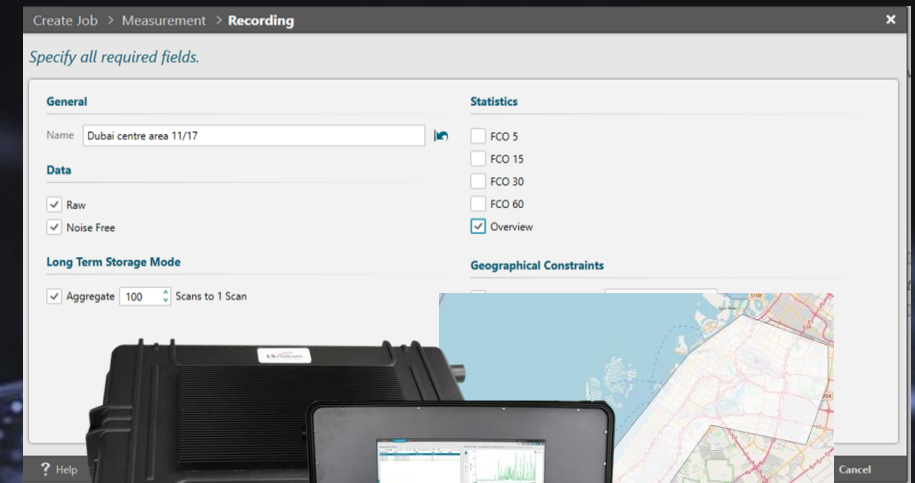 Create Job > Measurement > Recording
Specify all required fields.
General
Name Dubai centre area 11/17
Data
Raw
Noise Free
Long Term Storage Mode
Aggregate 100 Scans to 1 Scan
Statistics
FCO 5
FCO 15
FCO 30
FCO 60
Overview
Geographical Constraints
? Help
Cancel